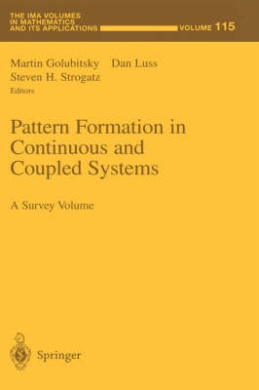 THE IMA VOLUMES
IN MATHEMATICS
AND ITS APPLICATIONS
VOLUME 115
Martin Golubitsky Dan Luss
Steven H. Strogatz
Editors
Pattern Formation in
Continuous and
Coupled Systems
A Survey Volume
Springer